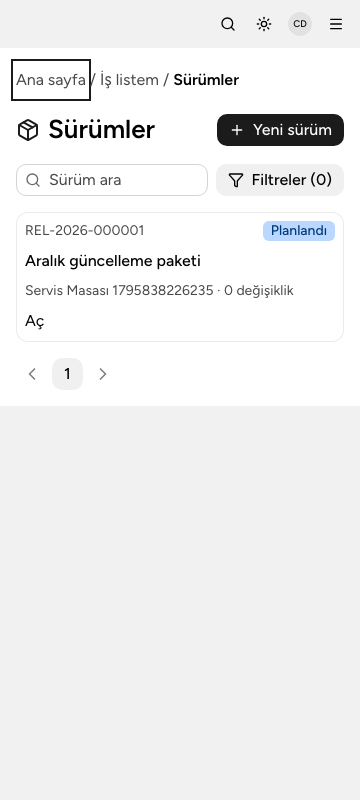 CD
Ana sayfa / İş listem / Sürümler
Sürümler
Yeni sürüm
Sürüm ara
Filtreler (0)
REL-2026-000001
Planlandı
Aralık güncelleme paketi
Servis Masası 1795838226235 · 0 değişiklik
Aç
1